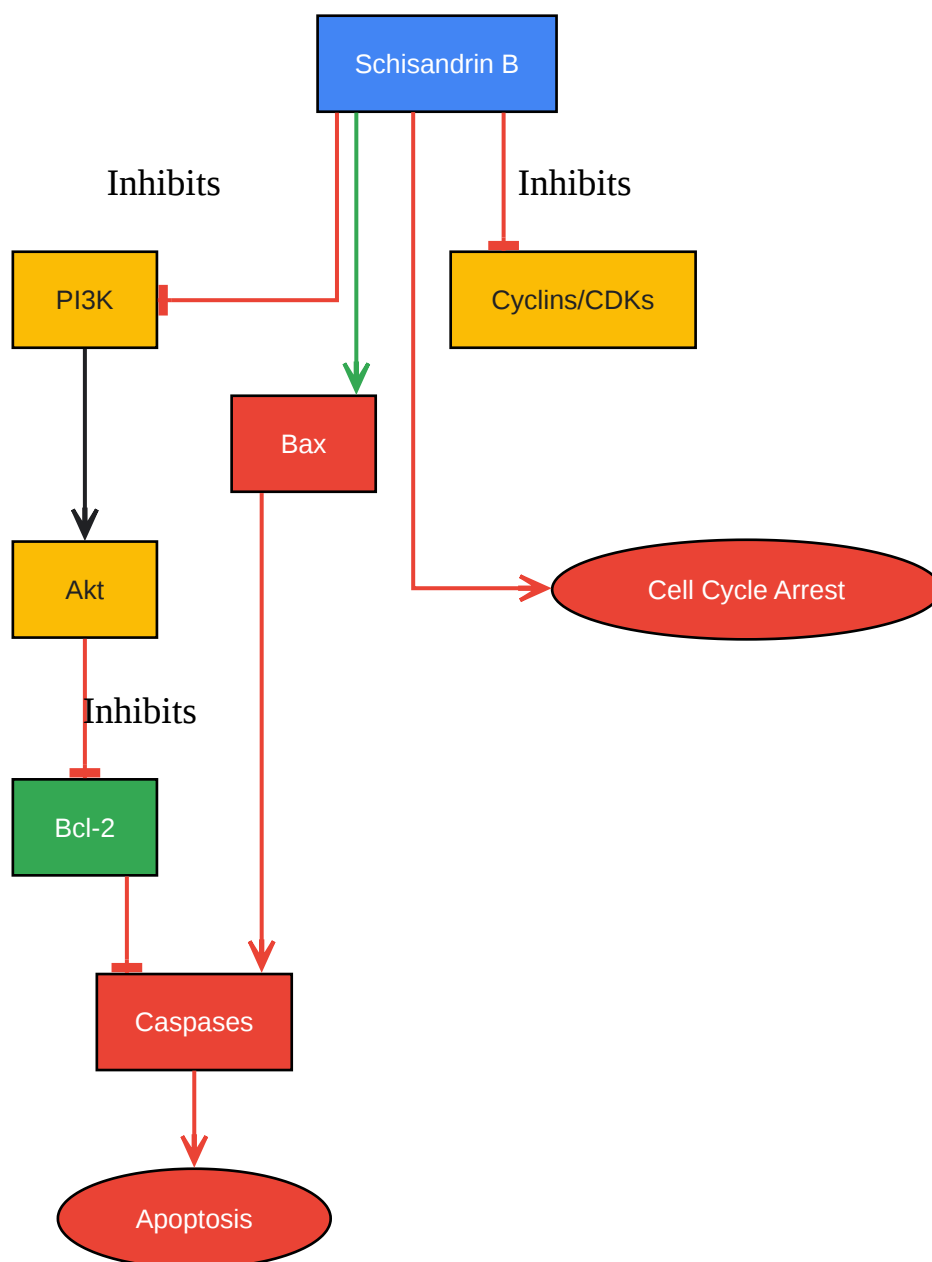 Schisandrin B
Inhibits
Inhibits
PI3K
Cyclins/CDKs
Bax
Akt
Cell Cycle Arrest
Inhibits
Bcl-2
Caspases
Apoptosis